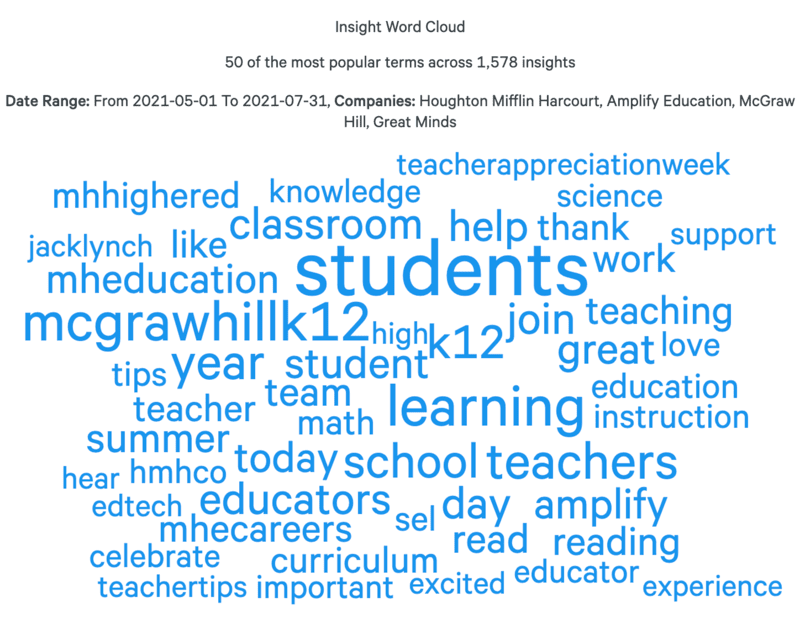 Insight Word Cloud
50 of the most popular terms across 1,578 insights
Date Range: From 2021-05-01 To 2021-07-31, Companies: Houghton Mifflin Harcourt, Amplify Education, McGraw
Hill, Great Minds
teacherappreciationweek
mhhighered knowledge science
classroom help thank support
jacklynch like students work
mheducation
mcgrawhillk12 high k12 join teaching
tips year student great love
team education
teacher math learning instruction
summer today school teachers
hear hmhco
edtech educators sel day amplify
mhecareers read reading
celebrate curriculum
teachertips important excited educator experience